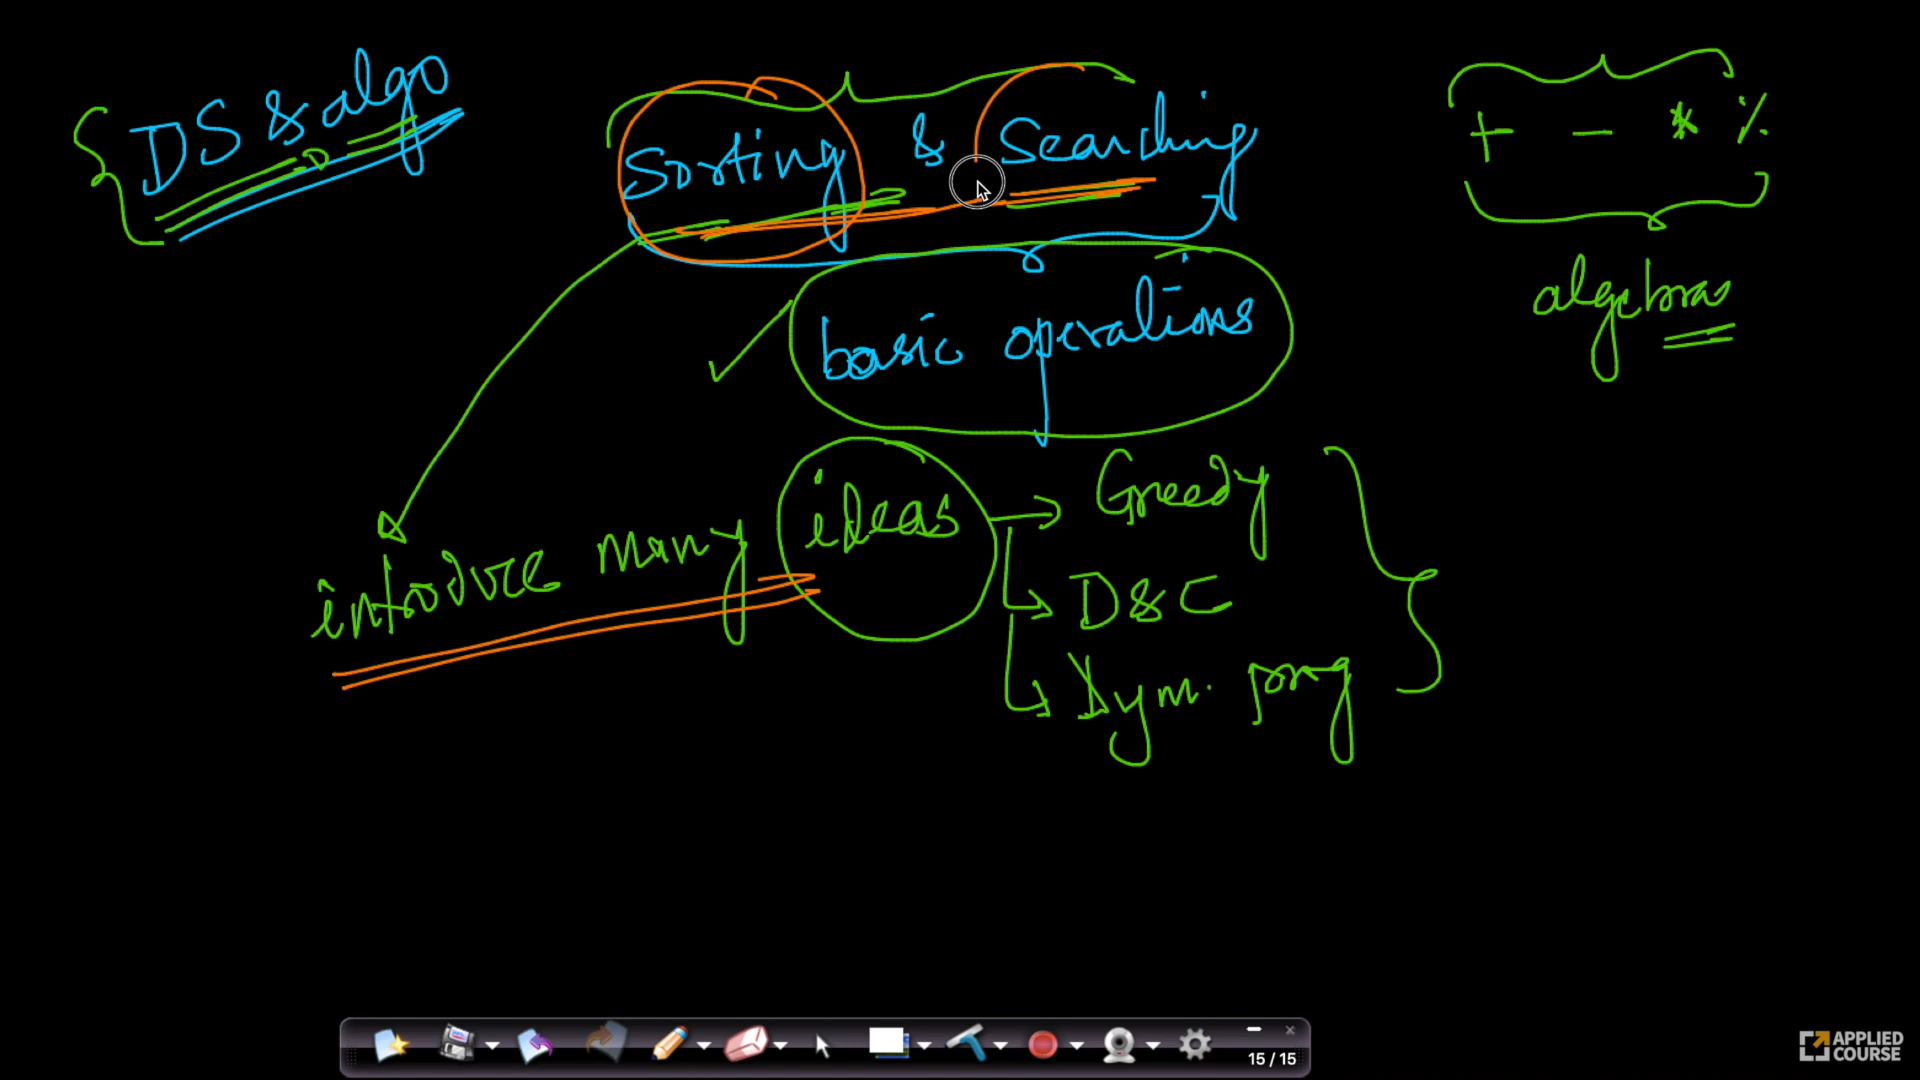 DS & algo
Sorting & Searching
+ - * %
algebras
basic operations
introduce many ideas
Greedy
D & C
Dym. prog
15 / 15
APPLIED
COURSE